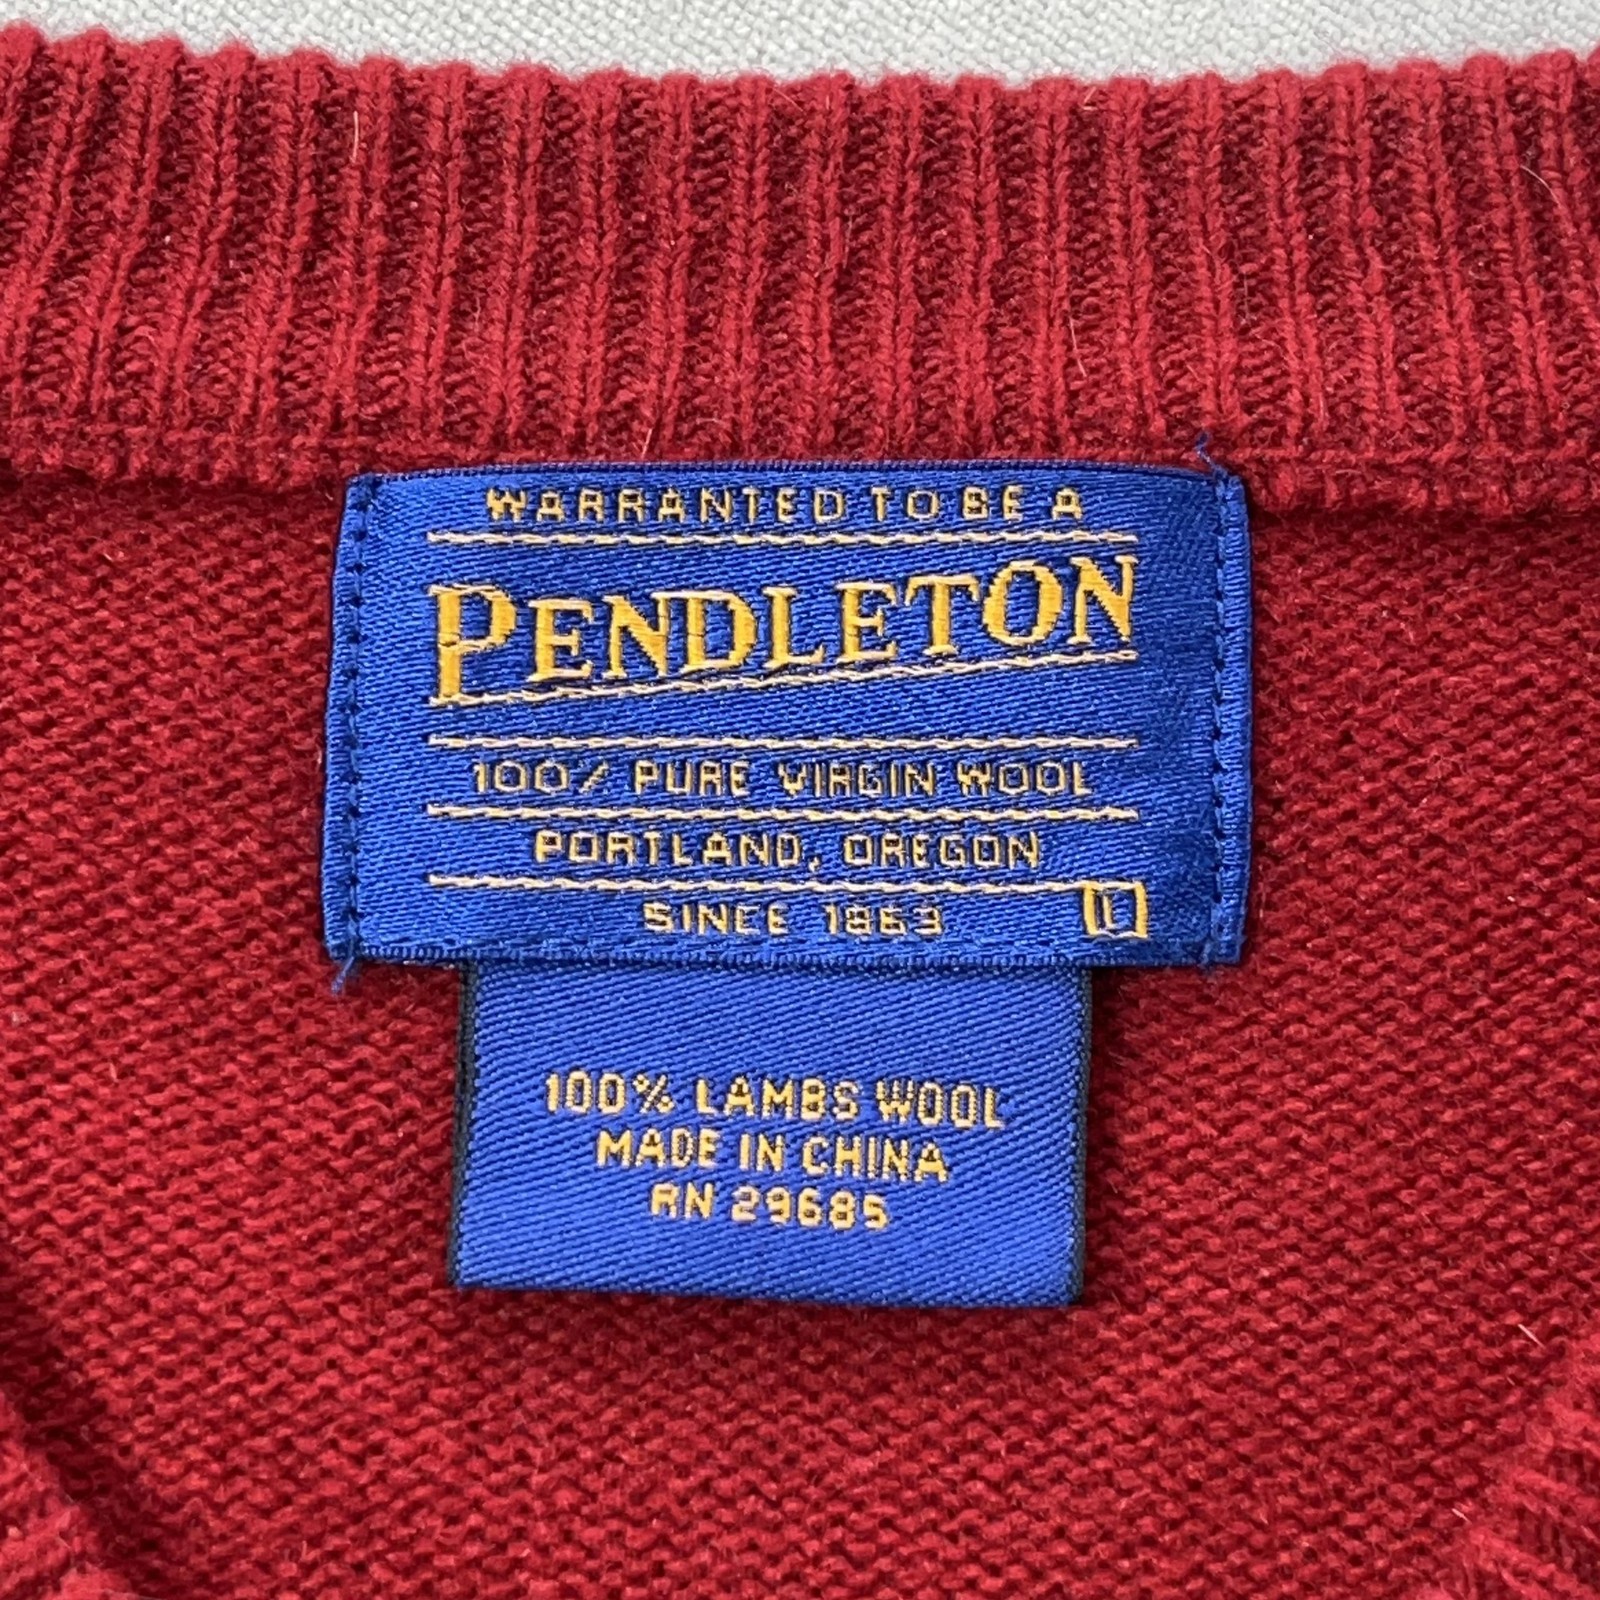 WARRANTED TO BE A
PENDLETON
100% PURE VIRGIN WOOL
PORTLAND, OREGON
SINCE 1863
L
100% LAMBS WOOL
MADE IN CHINA
RN 29685